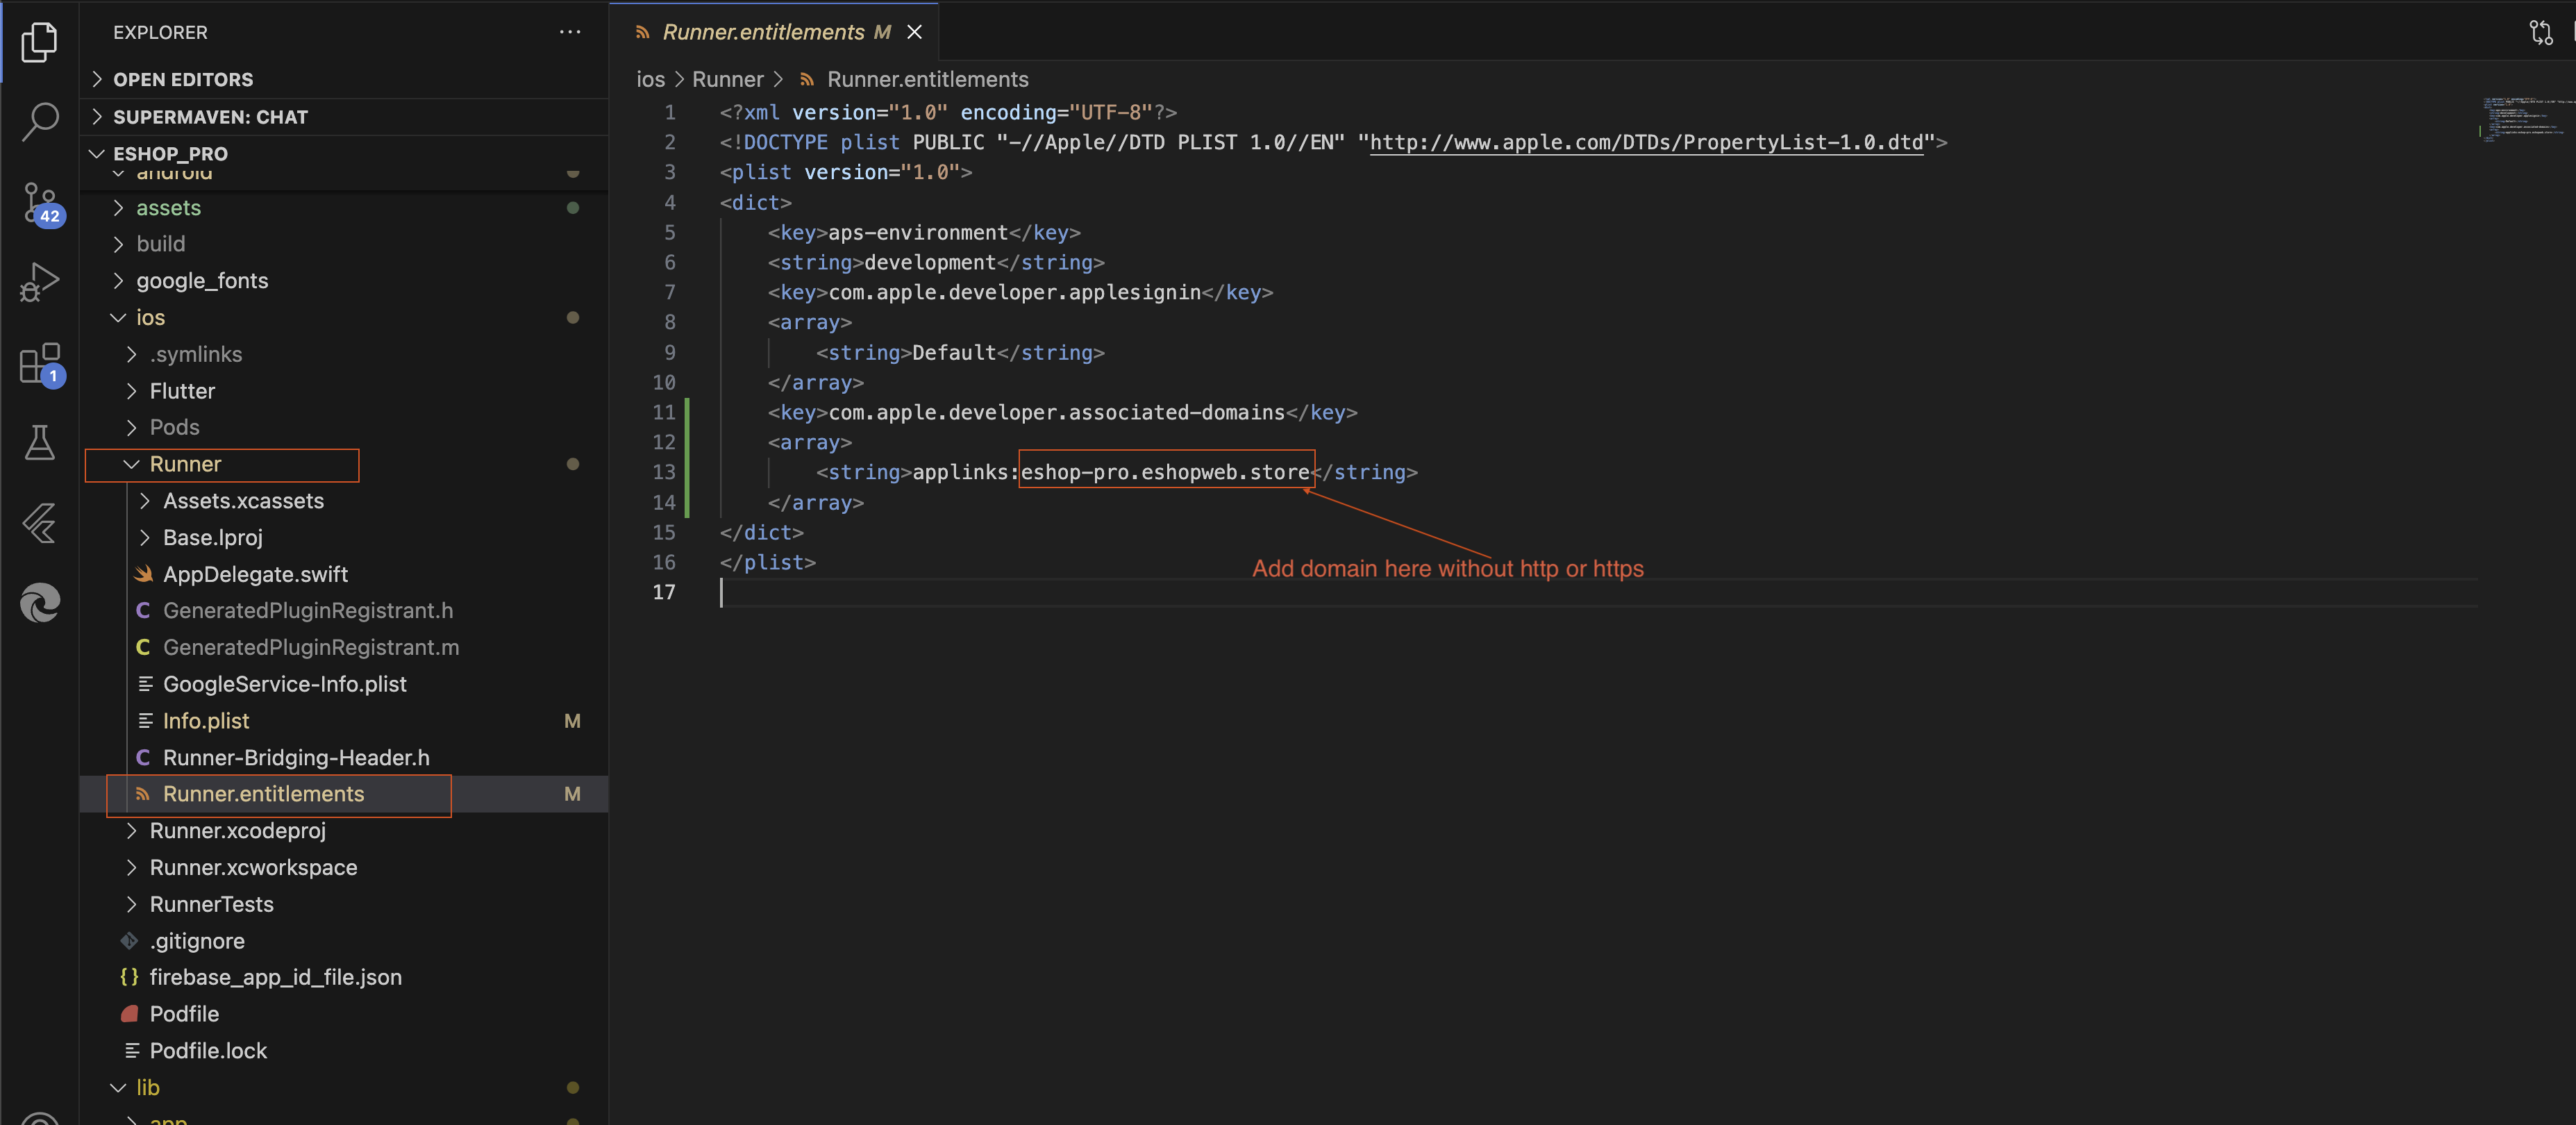 EXPLORER
OPEN EDITORS
SUPERMAVEN: CHAT
ESHOP_PRO
android
assets
build
google_fonts
ios
.symlinks
Flutter
Pods
Runner
Assets.xcassets
Base.lproj
AppDelegate.swift
C GeneratedPluginRegistrant.h
C GeneratedPluginRegistrant.m
GoogleService-Info.plist
Info.plist M
C Runner-Bridging-Header.h
Runner.entitlements M
Runner.xcodeproj
Runner.xcworkspace
RunnerTests
.gitignore
{} firebase_app_id_file.json
Podfile
Podfile.lock
lib
app
42
1
Runner.entitlements M
ios > Runner > Runner.entitlements
1 <?xml version="1.0" encoding="UTF-8"?>
2 <!DOCTYPE plist PUBLIC "-//Apple//DTD PLIST 1.0//EN" "http://www.apple.com/DTDs/PropertyList-1.0.dtd">
3 <plist version="1.0">
4 <dict>
5 <key>aps-environment</key>
6 <string>development</string>
7 <key>com.apple.developer.applesignin</key>
8 <array>
9 <string>Default</string>
10 </array>
11 <key>com.apple.developer.associated-domains</key>
12 <array>
13 <string>applinks:eshop-pro.eshopweb.store</string>
14 </array>
15 </dict>
16 </plist>
17
Add domain here without http or https